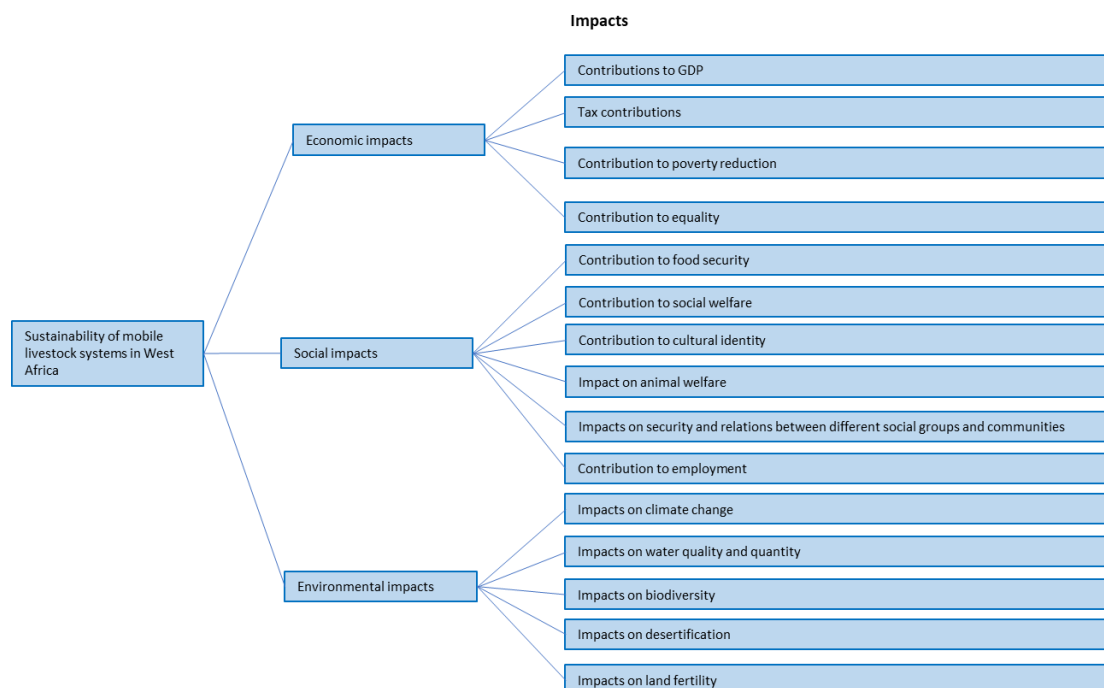 Impacts
Contributions to GDP
Tax contributions
Economic impacts
Contribution to poverty reduction
Contribution to equality
Contribution to food security
Contribution to social welfare
Sustainability of mobile
livestock systems in West
Africa
Social impacts
Contribution to cultural identity
Impact on animal welfare
Impacts on security and relations between different social groups and communities
Contribution to employment
Impacts on climate change
Impacts on water quality and quantity
Environmental impacts
Impacts on biodiversity
Impacts on desertification
Impacts on land fertility